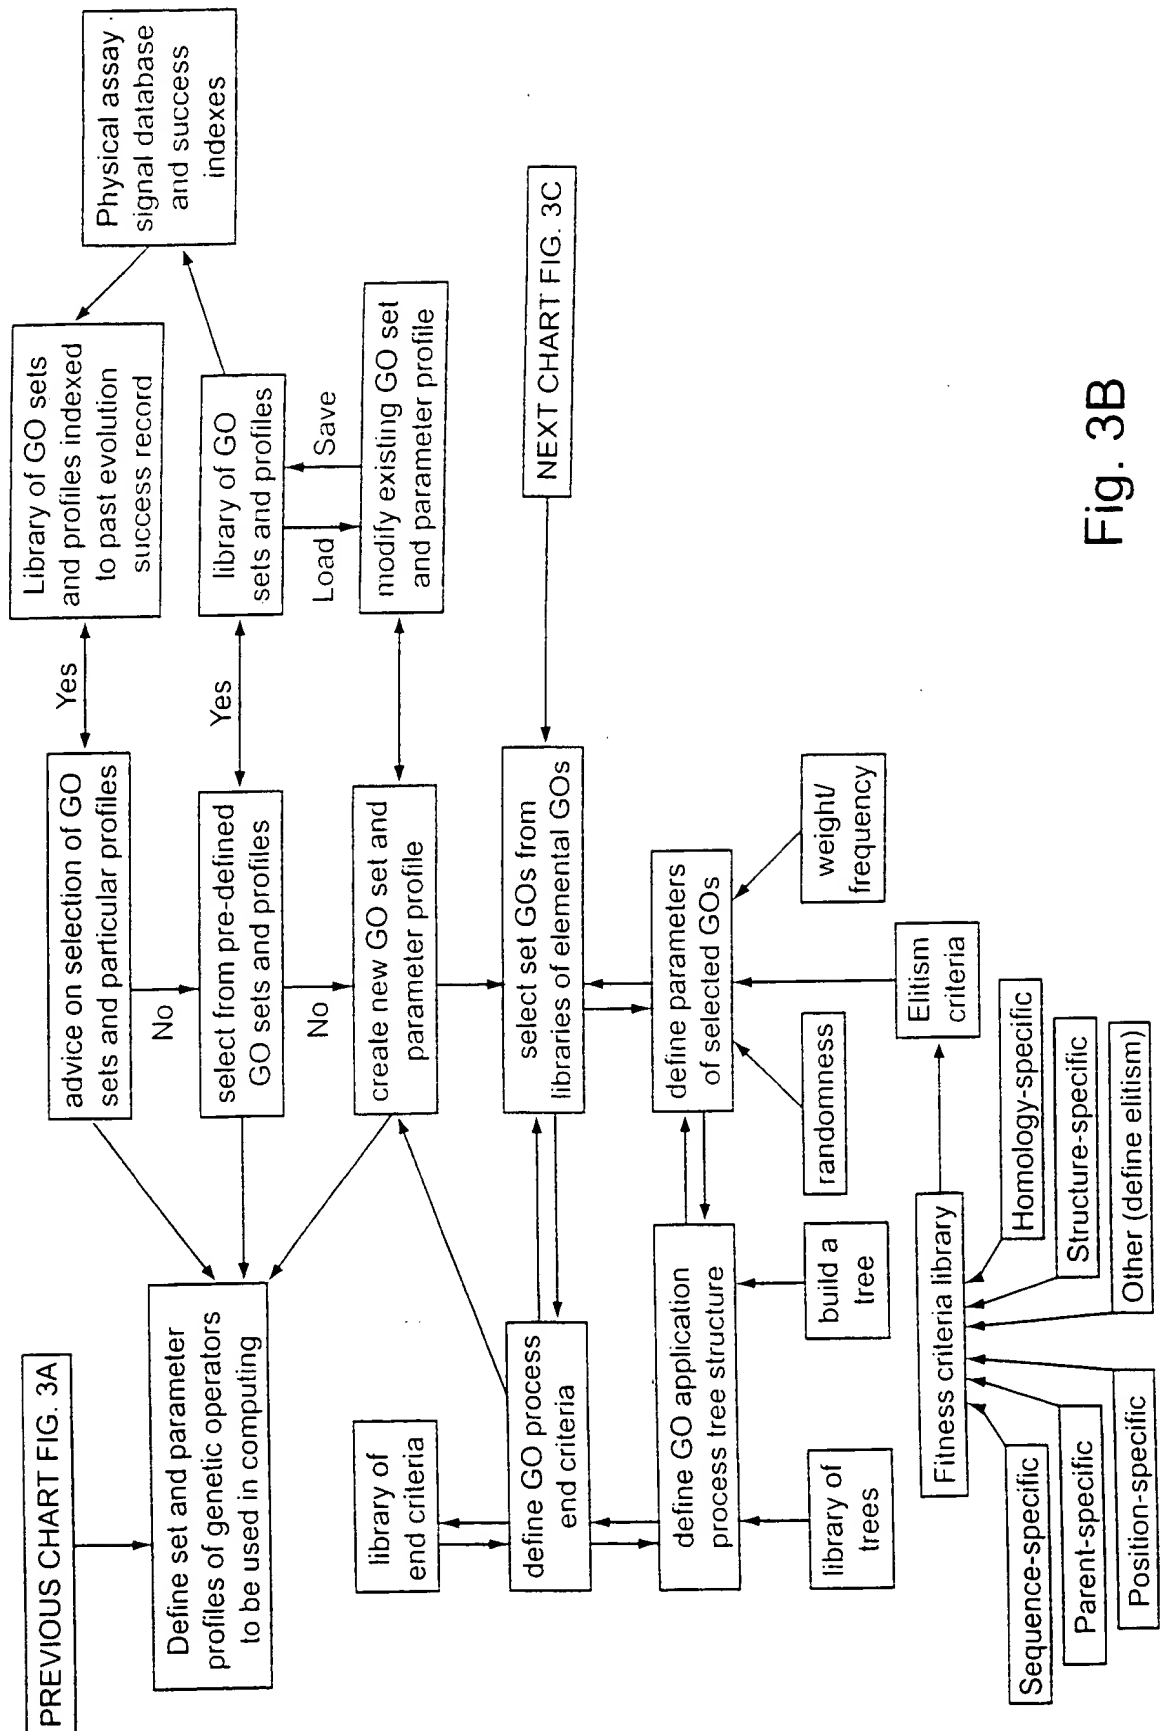 PREVIOUS CHART FIG. 3A
Define set and parameter
profiles of genetic operators
to be used in computing
advice on selection of GO
sets and particular profiles
Yes
Library of GO sets
and profiles indexed
to past evolution
success record
Physical assay
signal database
and success
indexes
No
select from pre-defined
GO sets and profiles
Yes
library of GO
sets and profiles
No
Load
Save
create new GO set and
parameter profile
modify existing GO set
and parameter profile
library of
end criteria
define GO process
end criteria
select set GOs from
libraries of elemental GOs
NEXT CHART FIG. 3C
define GO application
process tree structure
define parameters
of selected GOs
library of
trees
build a
tree
randomness
weight/
frequency
Elitism
criteria
Fitness criteria library
Sequence-specific
Parent-specific
Position-specific
Homology-specific
Structure-specific
Other (define elitism)
Fig. 3B